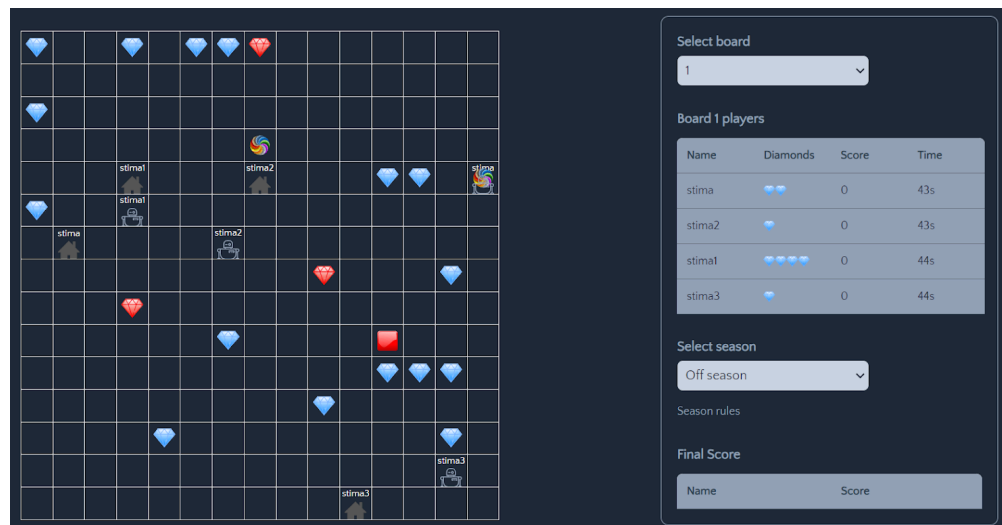 Select board
1
Board 1 players
Name Diamonds Score Time
stima 0 43s
stima2 0 43s
stima1 0 44s
stima3 0 44s
Select season
Off season
Season rules
Final Score
Name Score
stima1 stima2 stima
stima1
stima stima2
stima3
stima3